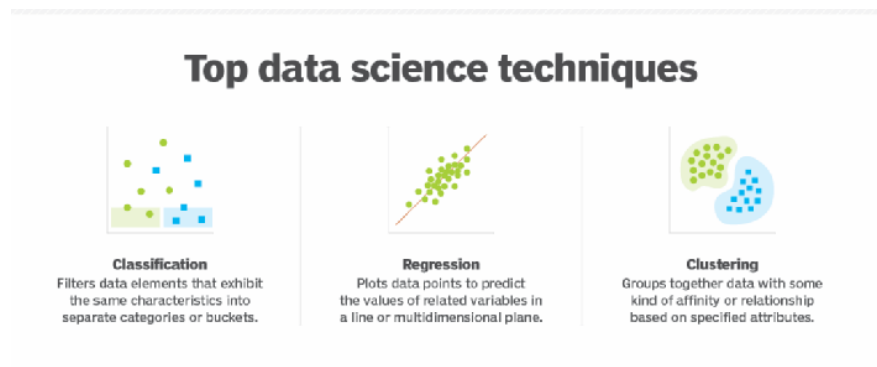 Top data science techniques
Classification
Filters data elements that exhibit
the same characteristics into
separate categories or buckets.
Regression
Plots data points to predict
the values of related variables in
a line or multidimensional plane.
Clustering
Groups together data with some
kind of affinity or relationship
based on specified attributes.